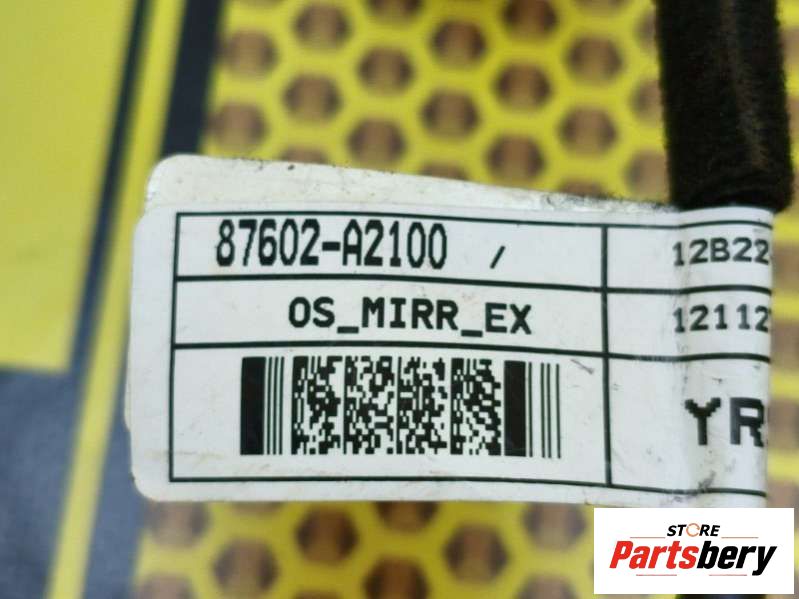 87602-A2100 /
12B22
OS_MIRR_EX
12112
YR
STORE
Partsbery